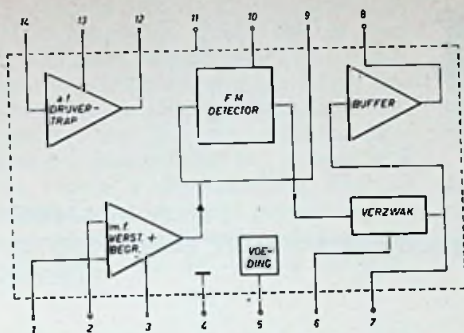 14 13 12 11 10 9 8
a.f.
DRIJVER-
TRAP
FM
DETECTOR
BUFFER
m.f.
VERST. +
BEGR.
VERZWAK
VOE-
DING
1 2 3 4 5 6 7